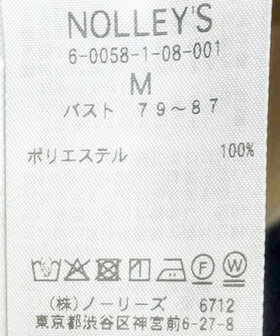 NOLLEY'S
6-0058-1-08-001
M
バスト 79～87
ポリエステル 100%
F W
(株)ノーリーズ 6712
東京都渋谷区神宮前6-27-8